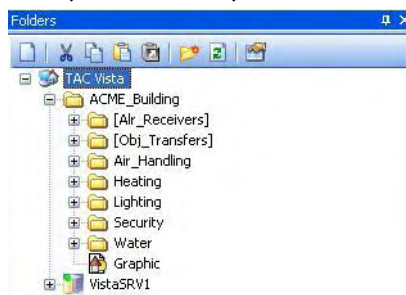 Folders
TAC Vista
ACME_Building
[Alr_Receivers]
[Obj_Transfers]
Air_Handling
Heating
Lighting
Security
Water
Graphic
VistaSRV1